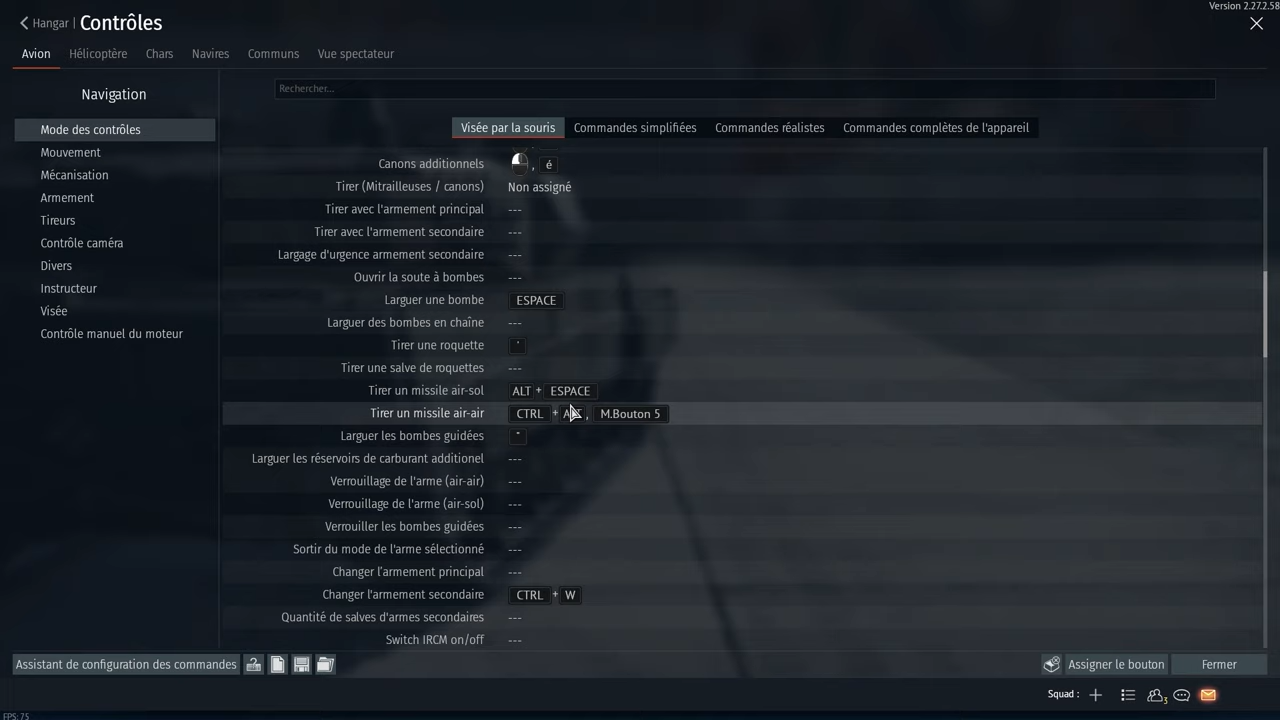 Version 2.27.2.58
Hangar | Contrôles
Avion Hélicoptère Chars Navires Communs Vue spectateur
Navigation
Rechercher...
Mode des contrôles
Mouvement
Mécanisation
Armement
Tireurs
Contrôle caméra
Divers
Instructeur
Visée
Contrôle manuel du moteur
Visée par la souris Commandes simplifiées Commandes réalistes Commandes complètes de l'appareil
Canons additionnels , é
Tirer (Mitrailleuses / canons) Non assigné
Tirer avec l'armement principal ---
Tirer avec l'armement secondaire ---
Largage d'urgence armement secondaire ---
Ouvrir la soute à bombes ---
Larguer une bombe ESPACE
Larguer des bombes en chaîne ---
Tirer une roquette '
Tirer une salve de roquettes ---
Tirer un missile air-sol ALT + ESPACE
Tirer un missile air-air CTRL + , M.Bouton 5
Larguer les bombes guidées "
Larguer les réservoirs de carburant additionel ---
Verrouillage de l'arme (air-air) ---
Verrouillage de l'arme (air-sol) ---
Verrouiller les bombes guidées ---
Sortir du mode de l'arme sélectionné ---
Changer l'armement principal ---
Changer l'armement secondaire CTRL + W
Quantité de salves d'armes secondaires ---
Switch IRCM on/off ---
Assistant de configuration des commandes Assigner le bouton Fermer
Squad : 3
FPS: 75